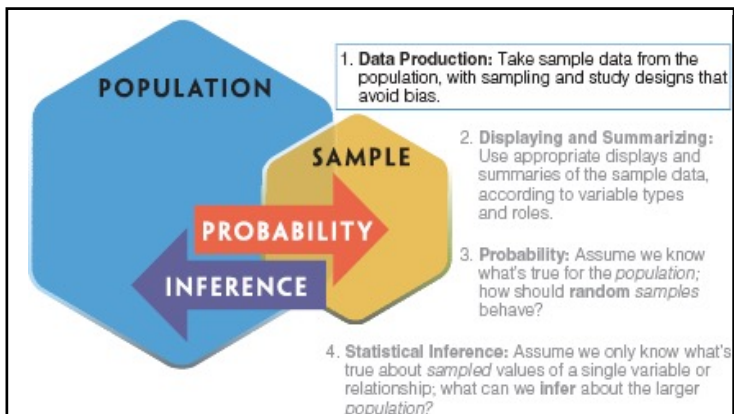 POPULATION
SAMPLE
PROBABILITY
INFERENCE
1. Data Production: Take sample data from the
population, with sampling and study designs that
avoid bias.
2. Displaying and Summarizing:
Use appropriate displays and
summaries of the sample data,
according to variable types
and roles.
3. Probability: Assume we know
what's true for the population;
how should random samples
behave?
4. Statistical Inference: Assume we only know what's
true about sampled values of a single variable or
relationship; what can we infer about the larger
population?